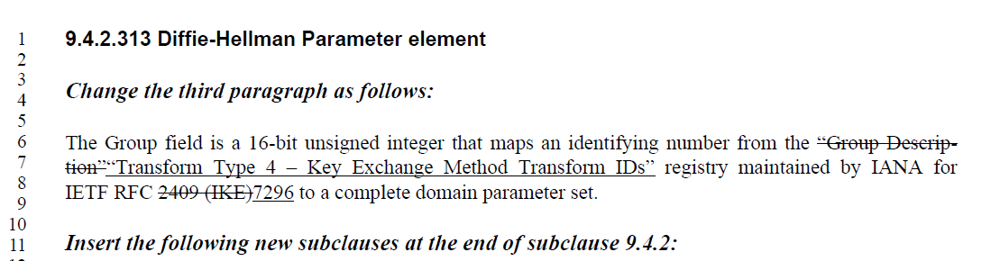 1 9.4.2.313 Diffie-Hellman Parameter element
2
3
4 Change the third paragraph as follows:
5
6 The Group field is a 16-bit unsigned integer that maps an identifying number from the “Group Descrip-
7 tion”“Transform Type 4 – Key Exchange Method Transform IDs” registry maintained by IANA for
8 IETF RFC 2409 (IKE)7296 to a complete domain parameter set.
9
10
11 Insert the following new subclauses at the end of subclause 9.4.2: